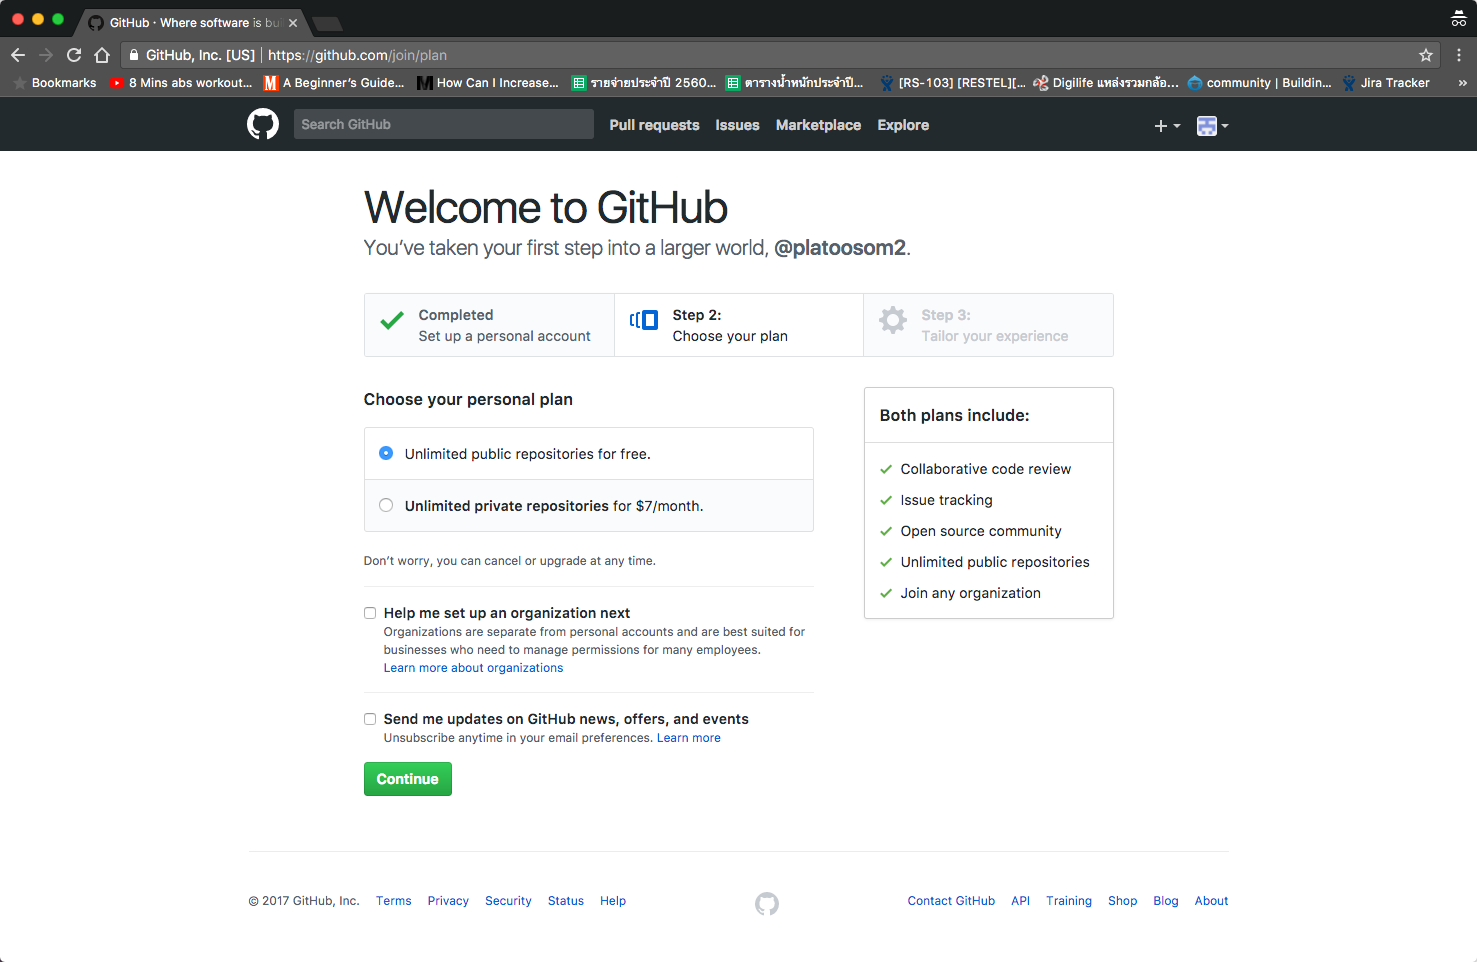 GitHub · Where software is bui
GitHub, Inc. [US] | https://github.com/join/plan
Bookmarks 8 Mins abs workout... A Beginner's Guide... How Can I Increase... รายจ่ายประจำปี 2560... ตารางน้ำหนักประจำปี... [RS-103] [RESTEL][... Digilife แหล่งรวมกล้อ... community | Buildin... Jira Tracker »
Search GitHub Pull requests Issues Marketplace Explore
Welcome to GitHub
You've taken your first step into a larger world, @platoosom2.
Completed
Set up a personal account
Step 2:
Choose your plan
Step 3:
Tailor your experience
Choose your personal plan
Unlimited public repositories for free.
Unlimited private repositories for $7/month.
Don't worry, you can cancel or upgrade at any time.
Help me set up an organization next
Organizations are separate from personal accounts and are best suited for
businesses who need to manage permissions for many employees.
Learn more about organizations
Send me updates on GitHub news, offers, and events
Unsubscribe anytime in your email preferences. Learn more
Continue
Both plans include:
Collaborative code review
Issue tracking
Open source community
Unlimited public repositories
Join any organization
© 2017 GitHub, Inc. Terms Privacy Security Status Help Contact GitHub API Training Shop Blog About